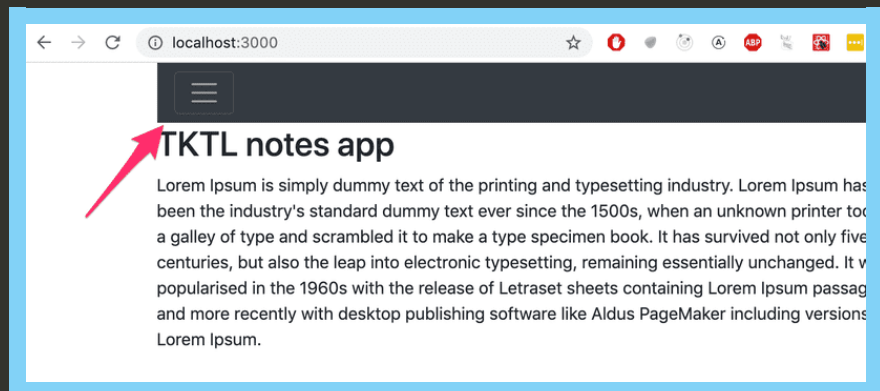 localhost:3000
A
ABP
TKTL notes app
Lorem Ipsum is simply dummy text of the printing and typesetting industry. Lorem Ipsum has
been the industry's standard dummy text ever since the 1500s, when an unknown printer too
a galley of type and scrambled it to make a type specimen book. It has survived not only five
centuries, but also the leap into electronic typesetting, remaining essentially unchanged. It w
popularised in the 1960s with the release of Letraset sheets containing Lorem Ipsum passag
and more recently with desktop publishing software like Aldus PageMaker including versions
Lorem Ipsum.